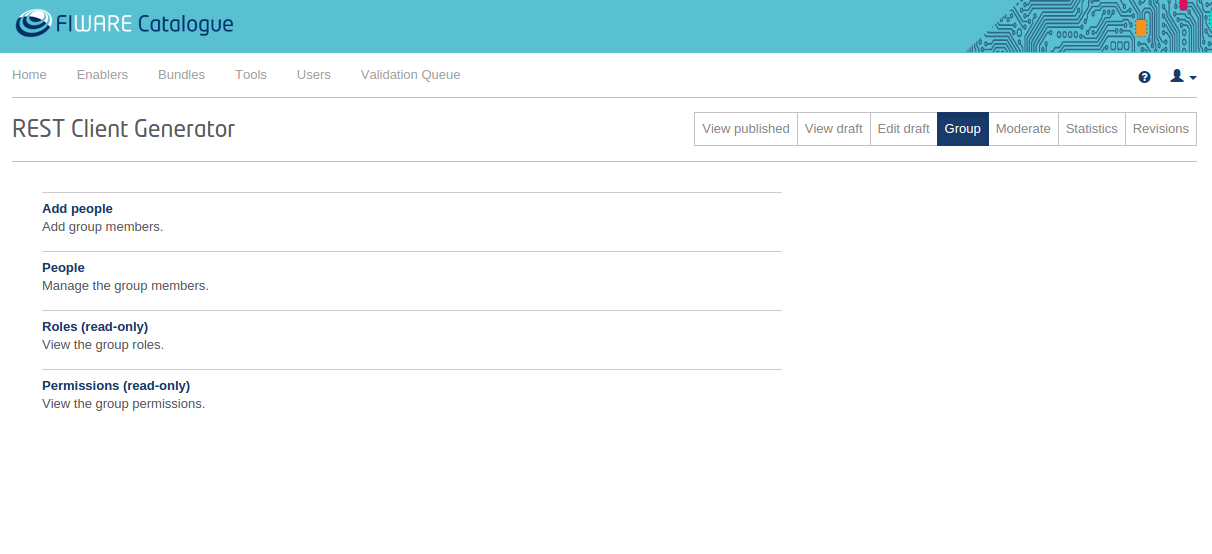 FIWARE Catalogue
Home Enablers Bundles Tools Users Validation Queue
REST Client Generator
View published View draft Edit draft Group Moderate Statistics Revisions
Add people
Add group members.
People
Manage the group members.
Roles (read-only)
View the group roles.
Permissions (read-only)
View the group permissions.